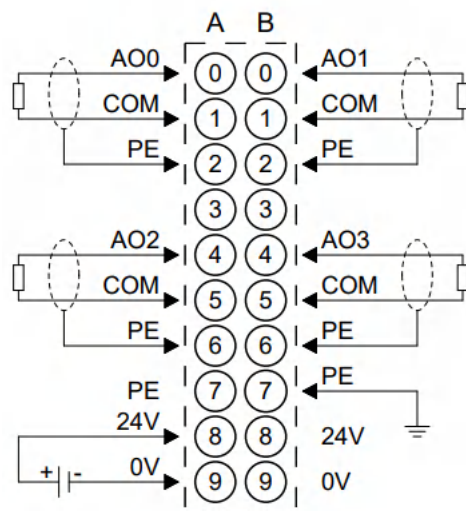 A B
AO0 0 0 AO1
COM 1 1 COM
PE 2 2 PE
3 3
AO2 4 4 AO3
COM 5 5 COM
PE 6 6 PE
PE 7 7 PE
24V 8 8 24V
+ - 0V 9 9 0V